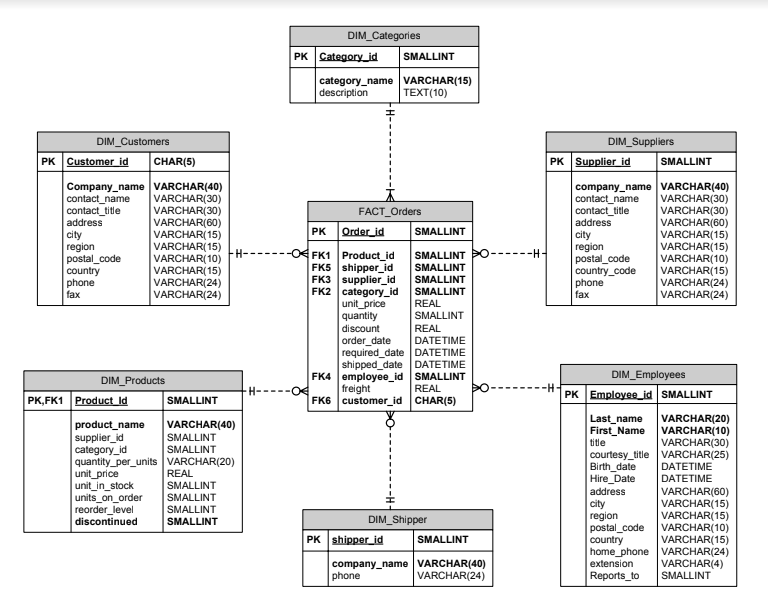 DIM_Categories
PK Category_id SMALLINT
category_name VARCHAR(15)
description TEXT(10)
DIM_Customers
PK Customer_id CHAR(5)
Company_name VARCHAR(40)
contact_name VARCHAR(30)
contact_title VARCHAR(30)
address VARCHAR(60)
city VARCHAR(15)
region VARCHAR(15)
postal_code VARCHAR(10)
country VARCHAR(15)
phone VARCHAR(24)
fax VARCHAR(24)
DIM_Suppliers
PK Supplier_id SMALLINT
company_name VARCHAR(40)
contact_name VARCHAR(30)
contact_title VARCHAR(30)
address VARCHAR(60)
city VARCHAR(15)
region VARCHAR(15)
postal_code VARCHAR(10)
country_code VARCHAR(15)
phone VARCHAR(24)
fax VARCHAR(24)
FACT_Orders
PK Order_id SMALLINT
FK1 Product_id SMALLINT
FK5 shipper_id SMALLINT
FK3 supplier_id SMALLINT
FK2 category_id SMALLINT
unit_price REAL
quantity SMALLINT
discount REAL
order_date DATETIME
required_date DATETIME
shipped_date DATETIME
FK4 employee_id SMALLINT
freight REAL
FK6 customer_id CHAR(5)
DIM_Products
PK,FK1 Product_Id SMALLINT
product_name VARCHAR(40)
supplier_id SMALLINT
category_id SMALLINT
quantity_per_units VARCHAR(20)
unit_price REAL
unit_in_stock SMALLINT
units_on_order SMALLINT
reorder_level SMALLINT
discontinued SMALLINT
DIM_Employees
PK Employee_id SMALLINT
Last_name VARCHAR(20)
First_Name VARCHAR(10)
title VARCHAR(30)
courtesy_title VARCHAR(25)
Birth_date DATETIME
Hire_Date DATETIME
address VARCHAR(60)
city VARCHAR(15)
region VARCHAR(15)
postal_code VARCHAR(10)
country VARCHAR(15)
home_phone VARCHAR(24)
extension VARCHAR(4)
Reports_to SMALLINT
DIM_Shipper
PK shipper_id SMALLINT
company_name VARCHAR(40)
phone VARCHAR(24)